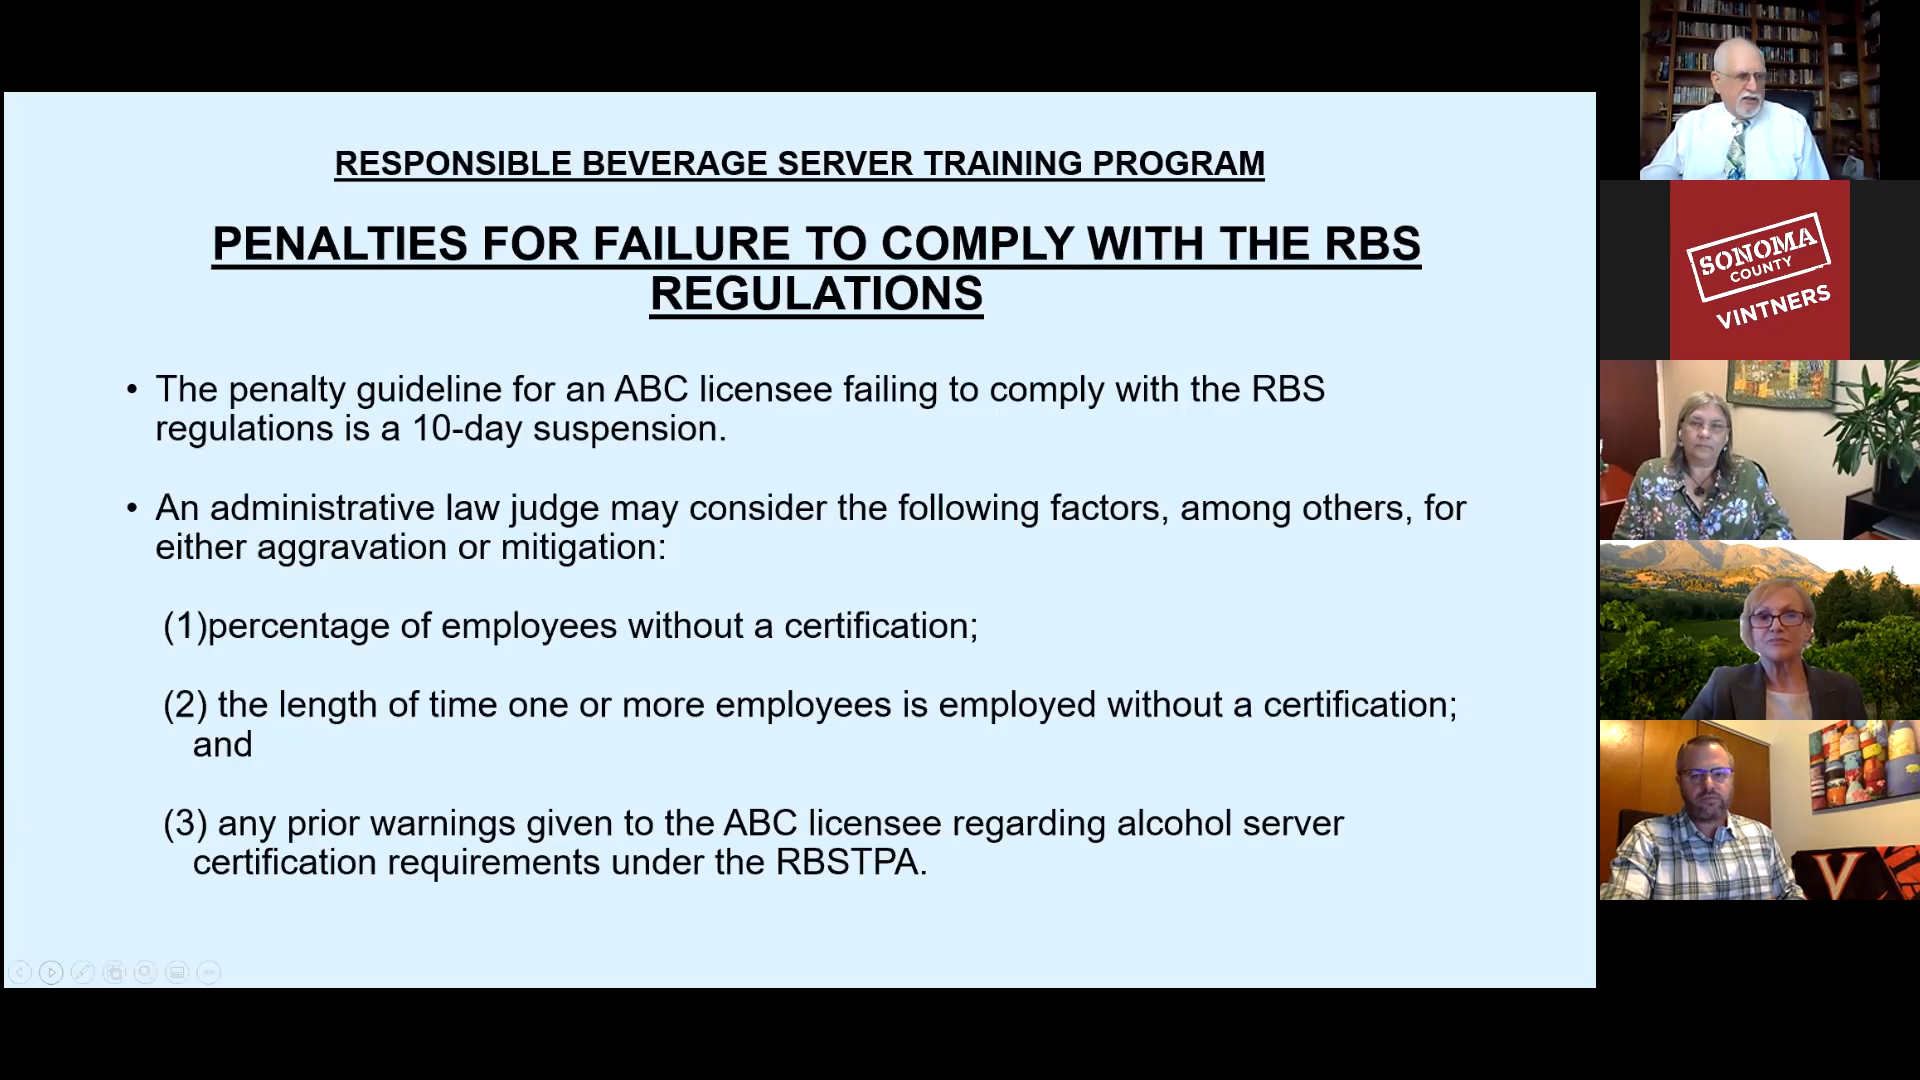 RESPONSIBLE BEVERAGE SERVER TRAINING PROGRAM
PENALTIES FOR FAILURE TO COMPLY WITH THE RBS
REGULATIONS
• The penalty guideline for an ABC licensee failing to comply with the RBS
regulations is a 10-day suspension.
• An administrative law judge may consider the following factors, among others, for
either aggravation or mitigation:
(1)percentage of employees without a certification;
(2) the length of time one or more employees is employed without a certification;
and
(3) any prior warnings given to the ABC licensee regarding alcohol server
certification requirements under the RBSTPA.
SONOMA
COUNTY
VINTNERS
V